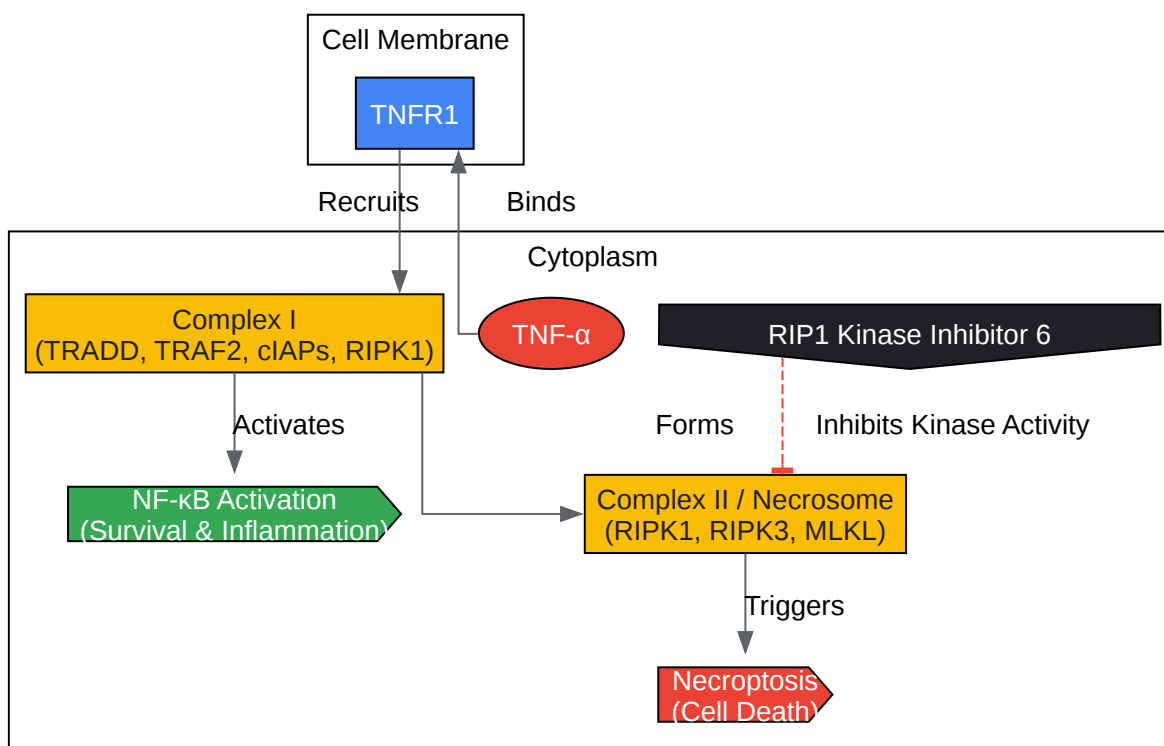 Cell Membrane
TNFR1
Recruits
Binds
Cytoplasm
Complex I
(TRADD, TRAF2, cIAPs, RIPK1)
TNF-α
RIP1 Kinase Inhibitor 6
Activates
Forms
Inhibits Kinase Activity
NF-κB Activation
(Survival & Inflammation)
Complex II / Necrosome
(RIPK1, RIPK3, MLKL)
Triggers
Necroptosis
(Cell Death)